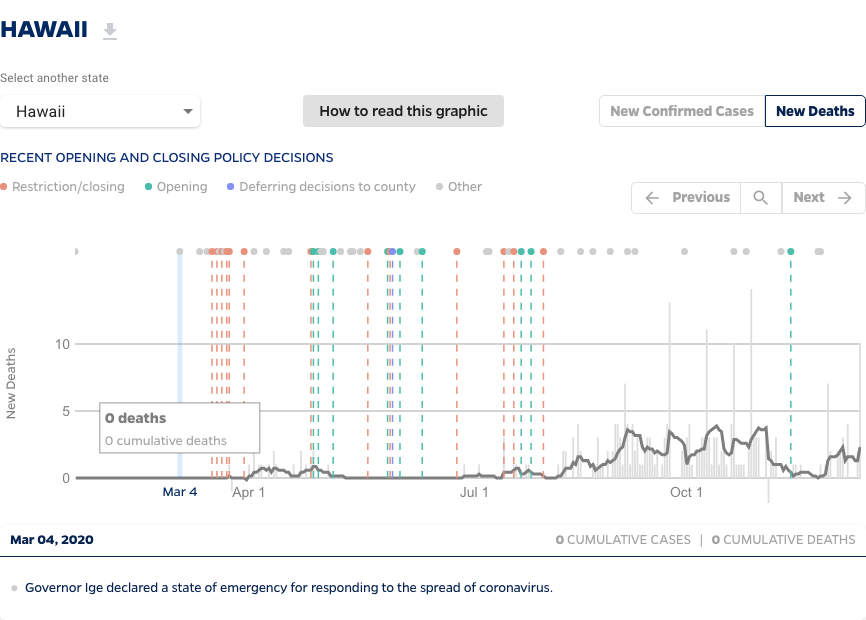 HAWAII
Select another state
Hawaii
How to read this graphic
New Confirmed Cases
New Deaths
RECENT OPENING AND CLOSING POLICY DECISIONS
Restriction/closing
Opening
Deferring decisions to county
Other
Previous
Next
New Deaths
10
5
0
0 deaths
0 cumulative deaths
Mar 4
Apr 1
Jul 1
Oct 1
Mar 04, 2020
0 CUMULATIVE CASES | 0 CUMULATIVE DEATHS
Governor Ige declared a state of emergency for responding to the spread of coronavirus.